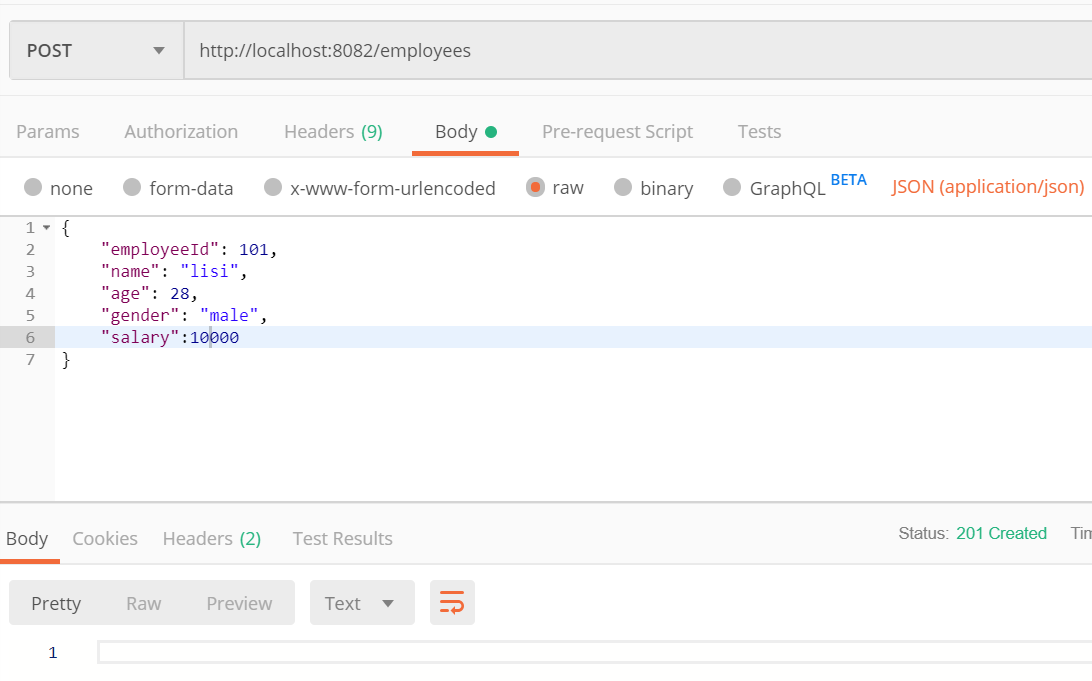 POST http://localhost:8082/employees
Params Authorization Headers (9) Body Pre-request Script Tests
none form-data x-www-form-urlencoded raw binary GraphQL BETA JSON (application/json)
1 {
2 "employeeId": 101,
3 "name": "lisi",
4 "age": 28,
5 "gender": "male",
6 "salary":10000
7 }
Body Cookies Headers (2) Test Results Status: 201 Created
Pretty Raw Preview Text
1